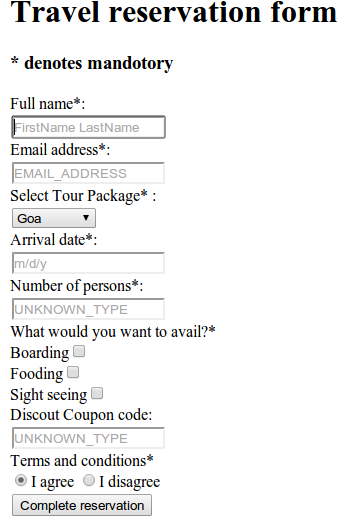 Travel reservation form
* denotes mandotory
Full name*:
FirstName LastName
Email address*:
EMAIL_ADDRESS
Select Tour Package* :
Goa
Arrival date*:
m/d/y
Number of persons*:
UNKNOWN_TYPE
What would you want to avail?*
Boarding
Fooding
Sight seeing
Discout Coupon code:
UNKNOWN_TYPE
Terms and conditions*
I agree I disagree
Complete reservation